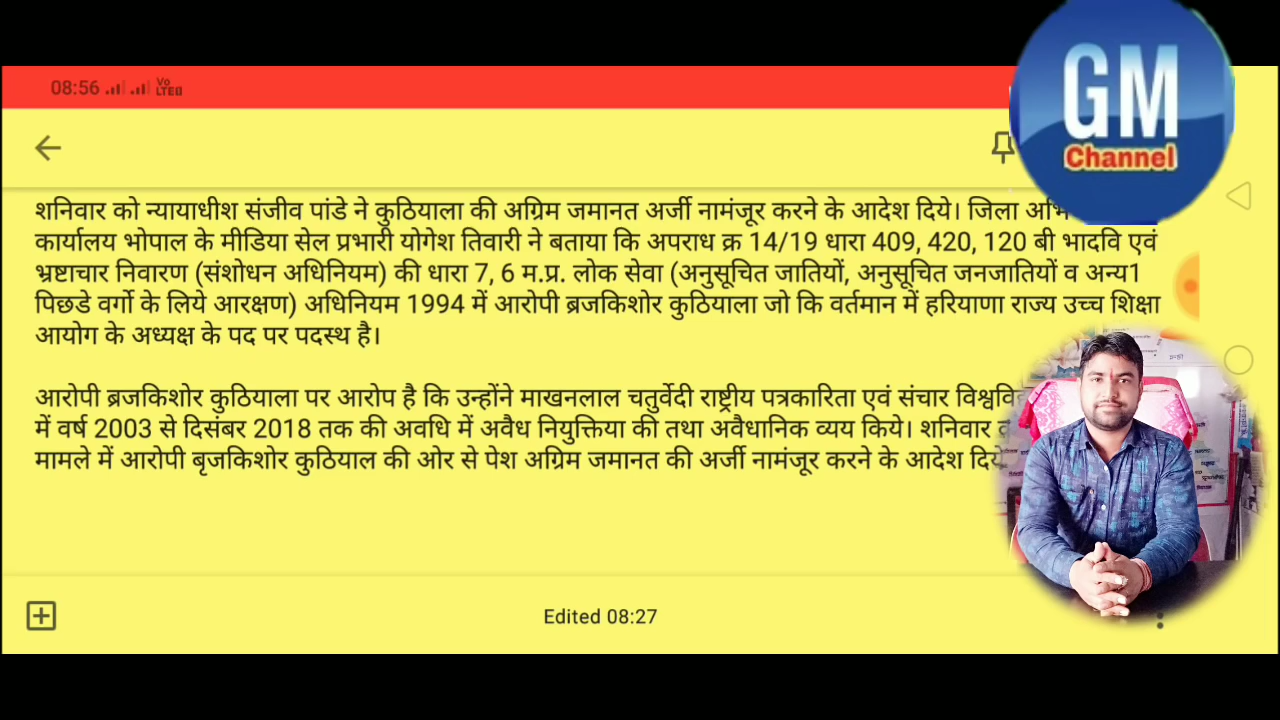 08:56 Vo LTE
GM
Channel
शनिवार को न्यायाधीश संजीव पांडे ने कुठियाला की अग्रिम जमानत अर्जी नामंजूर करने के आदेश दिये। जिला
कार्यालय भोपाल के मीडिया सेल प्रभारी योगेश तिवारी ने बताया कि अपराध क्र 14/19 धारा 409, 420, 120 बी भादवि एवं
भ्रष्टाचार निवारण (संशोधन अधिनियम) की धारा 7, 6 म.प्र. लोक सेवा (अनुसूचित जातियों, अनुसूचित जनजातियों व अन्य1
पिछडे वर्गो के लिये आरक्षण) अधिनियम 1994 में आरोपी ब्रजकिशोर कुठियाला जो कि वर्तमान में हरियाणा राज्य उच्च शिक्षा
आयोग के अध्यक्ष के पद पर पदस्थ है।
आरोपी ब्रजकिशोर कुठियाला पर आरोप है कि उन्होंने माखनलाल चतुर्वेदी राष्ट्रीय पत्रकारिता एवं संचार
में वर्ष 2003 से दिसंबर 2018 तक की अवधि में अवैध नियुक्तिया की तथा अवैधानिक व्यय किये। शनिवार
मामले में आरोपी बृजकिशोर कुठियाल की ओर से पेश अग्रिम जमानत की अर्जी नामंजूर करने के आदेश दिये
Edited 08:27